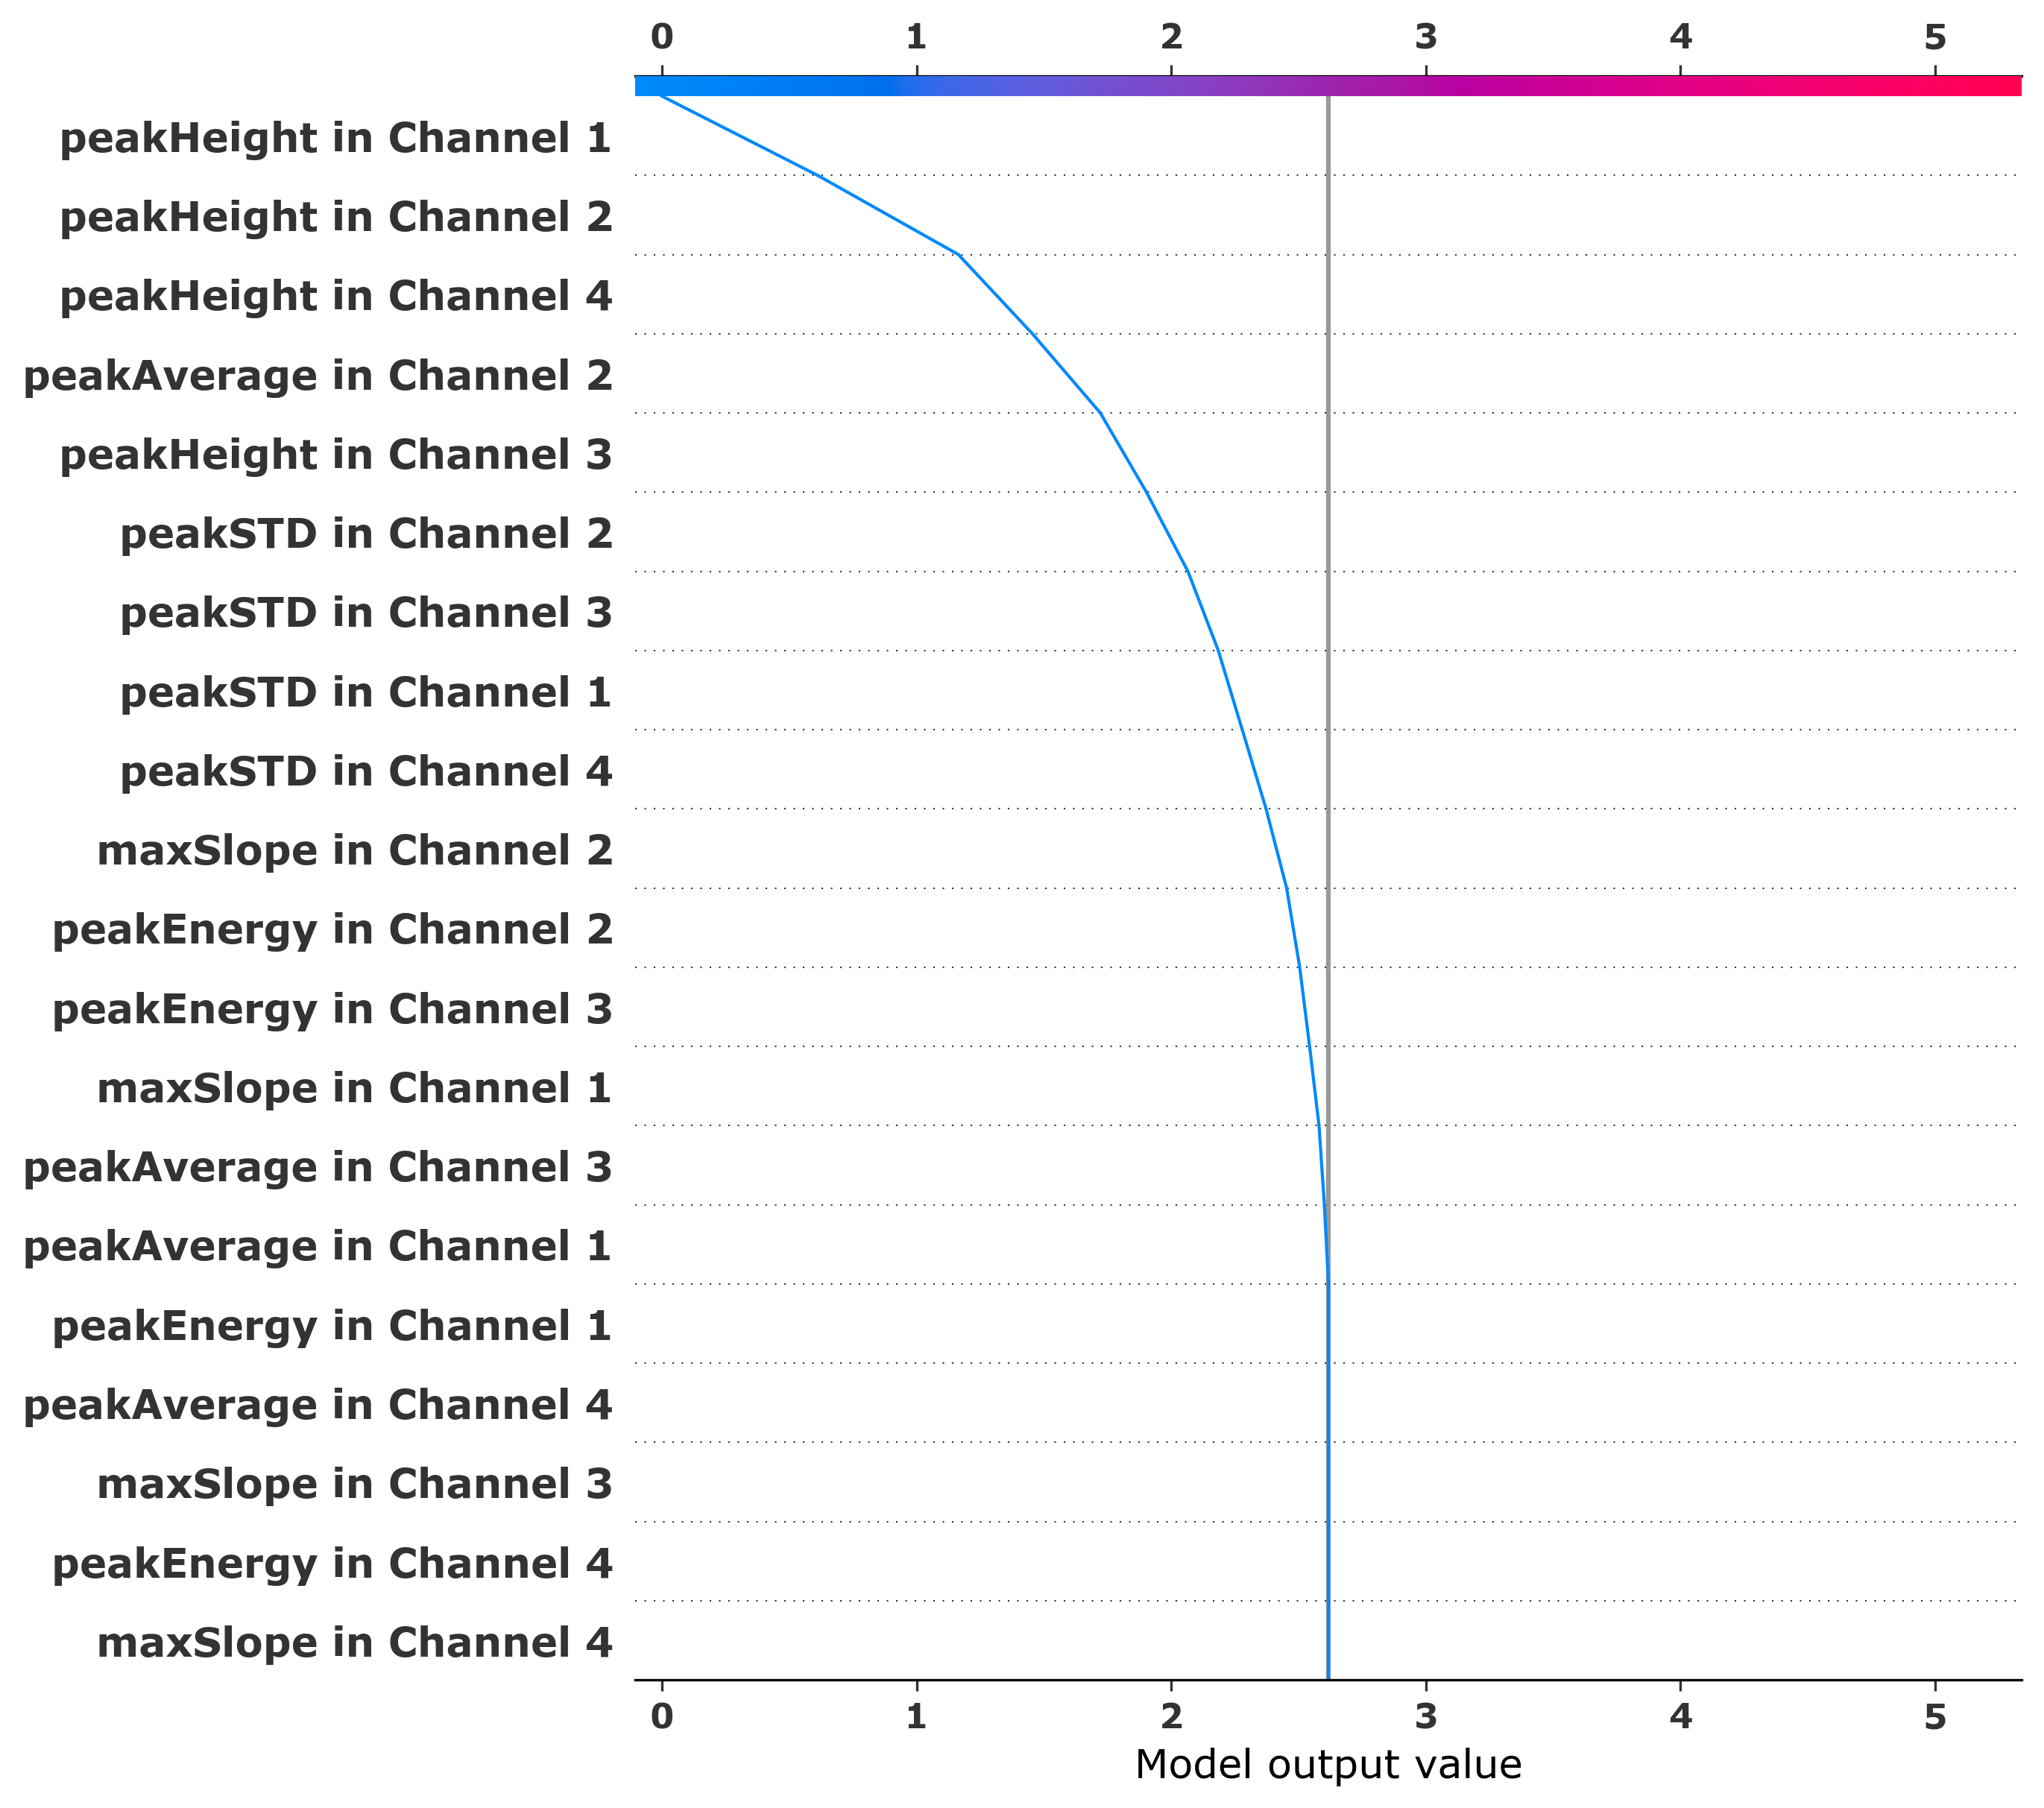 0 1 2 3 4 5
peakHeight in Channel 1
peakHeight in Channel 2
peakHeight in Channel 4
peakAverage in Channel 2
peakHeight in Channel 3
peakSTD in Channel 2
peakSTD in Channel 3
peakSTD in Channel 1
peakSTD in Channel 4
maxSlope in Channel 2
peakEnergy in Channel 2
peakEnergy in Channel 3
maxSlope in Channel 1
peakAverage in Channel 3
peakAverage in Channel 1
peakEnergy in Channel 1
peakAverage in Channel 4
maxSlope in Channel 3
peakEnergy in Channel 4
maxSlope in Channel 4
0 1 2 3 4 5
Model output value